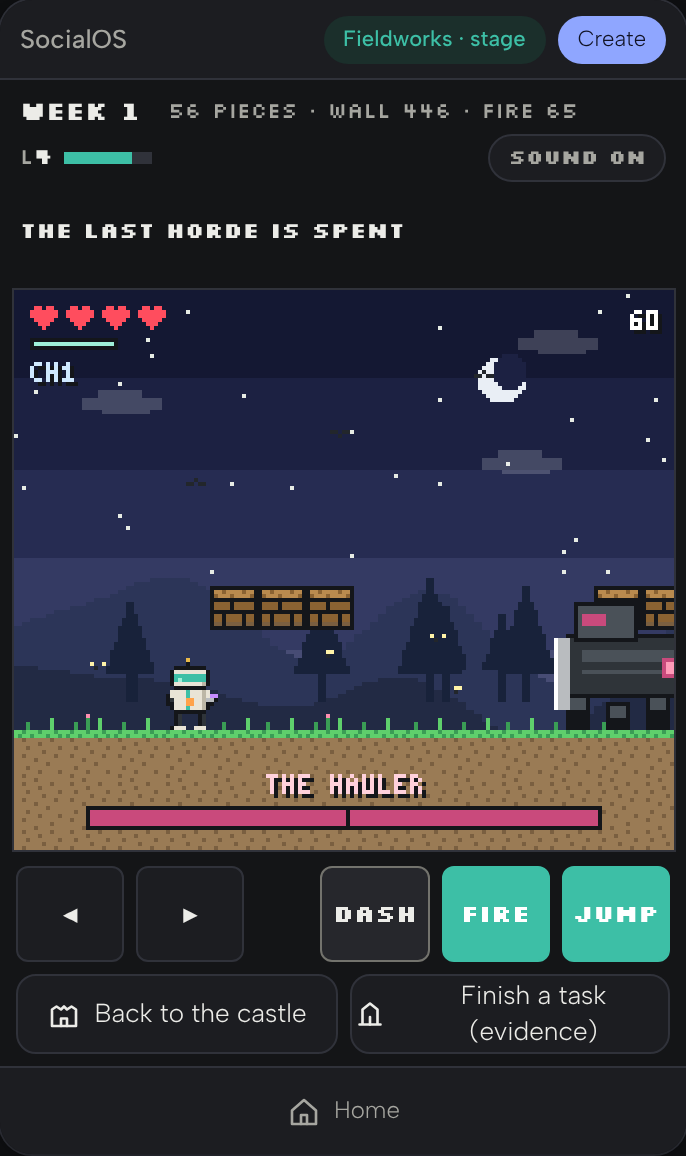 SocialOS
Fieldworks · stage
Create
WEEK 1
56 PIECES · WALL 446 · FIRE 65
L4
SOUND ON
THE LAST HORDE IS SPENT
60
CH1
THE HAULER
DASH
FIRE
JUMP
Back to the castle
Finish a task
(evidence)
Home